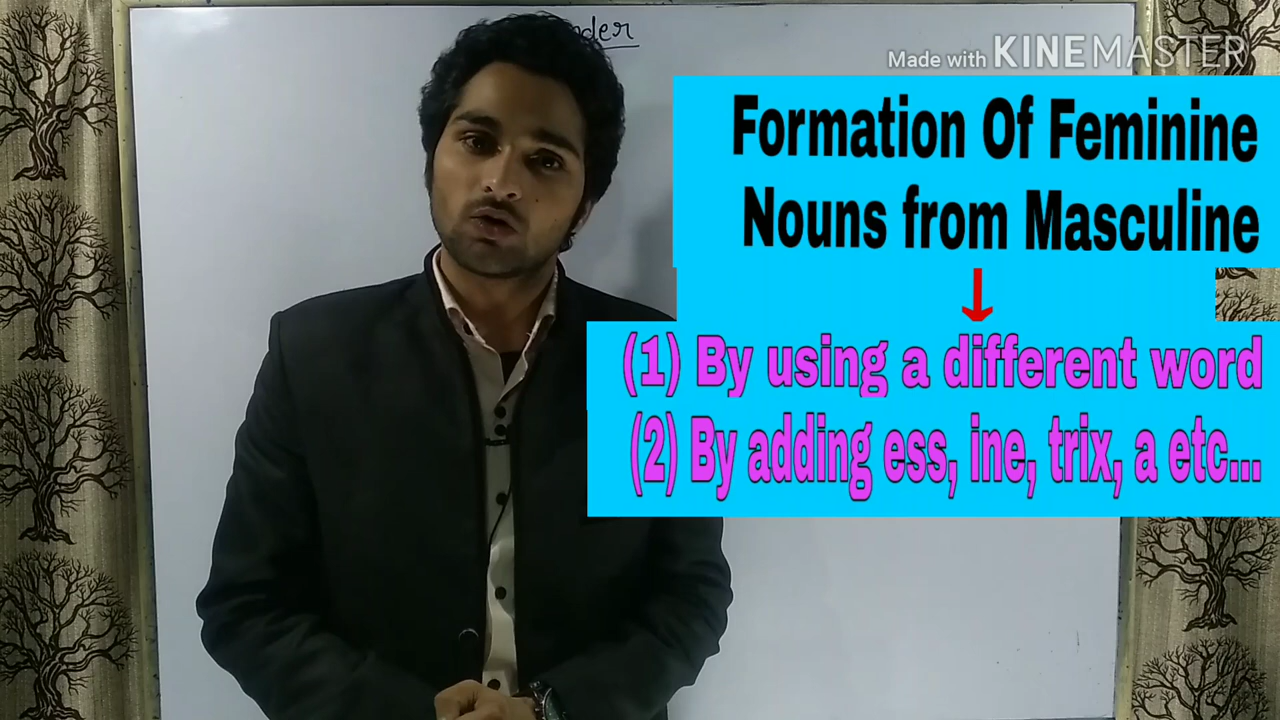 Made with KINEMASTER
Formation Of Feminine
Nouns from Masculine
↓
(1) By using a different word
(2) By adding ess, ine, trix, a etc...